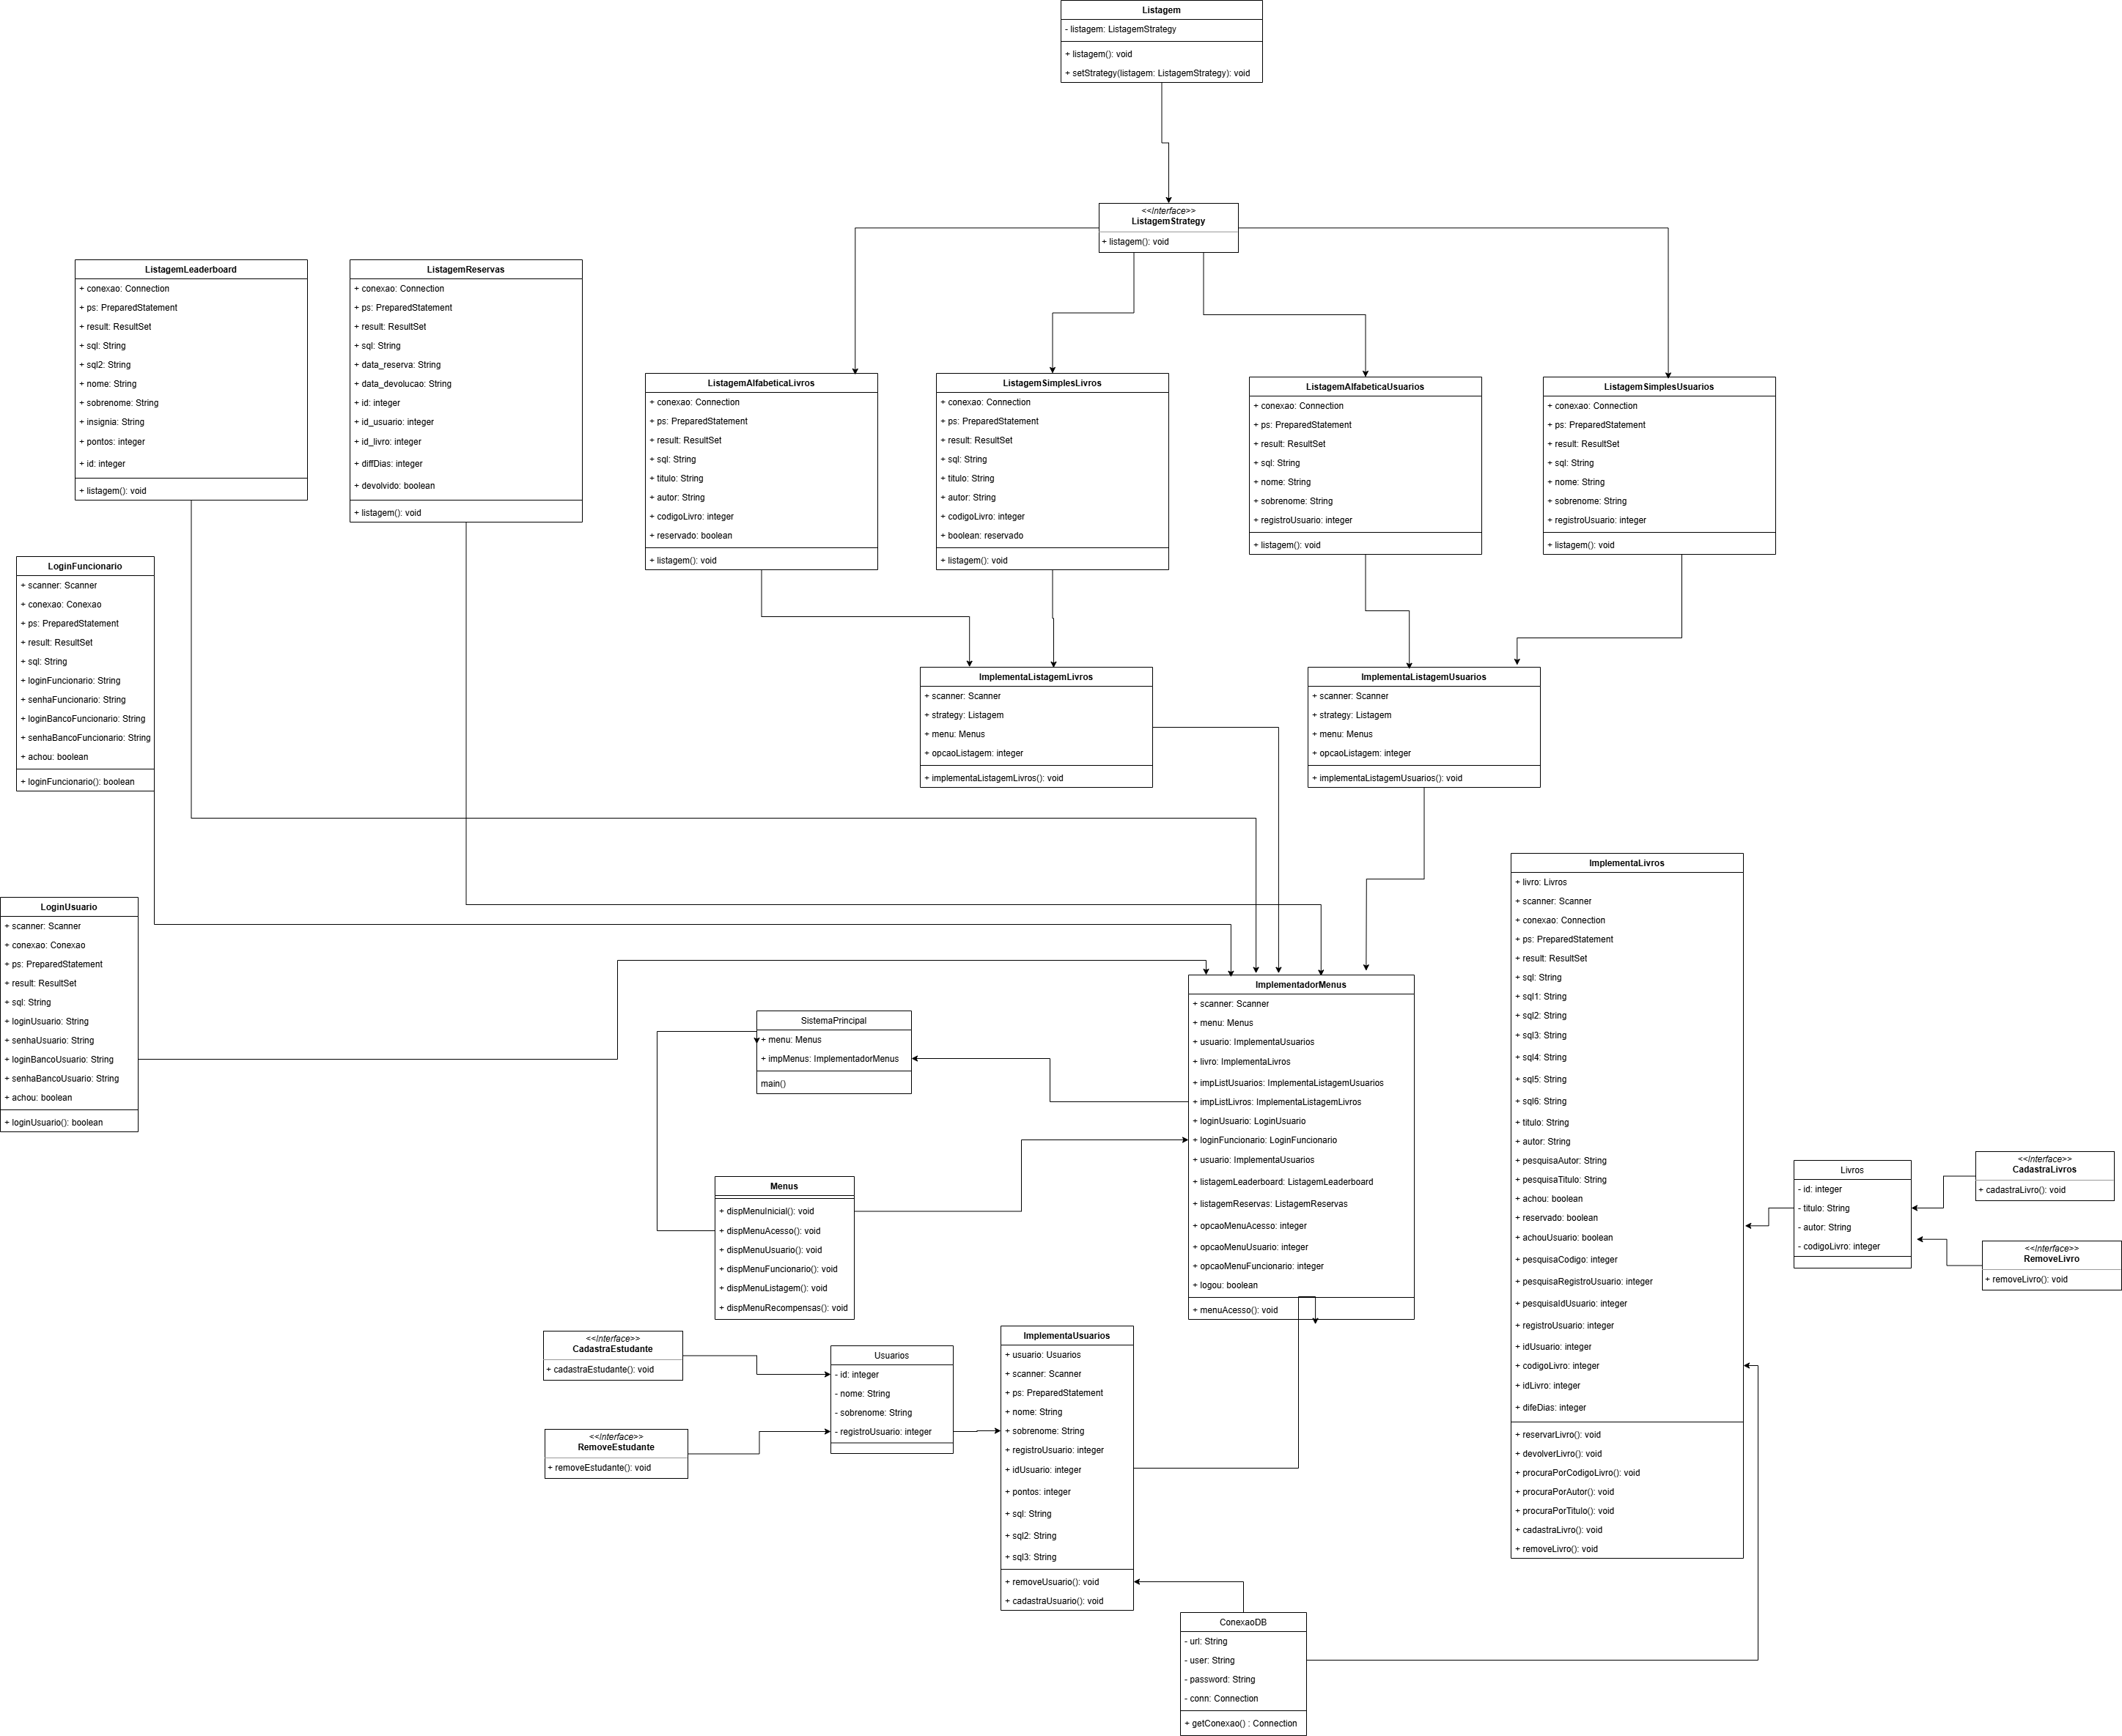 Listagem
- listagem: ListagemStrategy
+ listagem(): void
+ setStrategy(listagem: ListagemStrategy): void
<<Interface>>
ListagemStrategy
+ listagem(): void
ListagemLeaderboard
+ conexao: Connection
+ ps: PreparedStatement
+ result: ResultSet
+ sql: String
+ sql2: String
+ nome: String
+ sobrenome: String
+ insignia: String
+ pontos: integer
+ id: integer
+ listagem(): void
ListagemReservas
+ conexao: Connection
+ ps: PreparedStatement
+ result: ResultSet
+ sql: String
+ data_reserva: String
+ data_devolucao: String
+ id: integer
+ id_usuario: integer
+ id_livro: integer
+ diffDias: integer
+ devolvido: boolean
+ listagem(): void
ListagemAlfabeticaLivros
+ conexao: Connection
+ ps: PreparedStatement
+ result: ResultSet
+ sql: String
+ titulo: String
+ autor: String
+ codigoLivro: integer
+ reservado: boolean
+ listagem(): void
ListagemSimplesLivros
+ conexao: Connection
+ ps: PreparedStatement
+ result: ResultSet
+ sql: String
+ titulo: String
+ autor: String
+ codigoLivro: integer
+ boolean: reservado
+ listagem(): void
ListagemAlfabeticaUsuarios
+ conexao: Connection
+ ps: PreparedStatement
+ result: ResultSet
+ sql: String
+ nome: String
+ sobrenome: String
+ registroUsuario: integer
+ listagem(): void
ListagemSimplesUsuarios
+ conexao: Connection
+ ps: PreparedStatement
+ result: ResultSet
+ sql: String
+ nome: String
+ sobrenome: String
+ registroUsuario: integer
+ listagem(): void
LoginFuncionario
+ scanner: Scanner
+ conexao: Conexao
+ ps: PreparedStatement
+ result: ResultSet
+ sql: String
+ loginFuncionario: String
+ senhaFuncionario: String
+ loginBancoFuncionario: String
+ senhaBancoFuncionario: String
+ achou: boolean
+ loginFuncionario(): boolean
ImplementaListagemLivros
+ scanner: Scanner
+ strategy: Listagem
+ menu: Menus
+ opcaoListagem: integer
+ implementaListagemLivros(): void
ImplementaListagemUsuarios
+ scanner: Scanner
+ strategy: Listagem
+ menu: Menus
+ opcaoListagem: integer
+ implementaListagemUsuarios(): void
LoginUsuario
+ scanner: Scanner
+ conexao: Conexao
+ ps: PreparedStatement
+ result: ResultSet
+ sql: String
+ loginUsuario: String
+ senhaUsuario: String
+ loginBancoUsuario: String
+ senhaBancoUsuario: String
+ achou: boolean
+ loginUsuario(): boolean
SistemaPrincipal
+ menu: Menus
+ impMenus: ImplementadorMenus
main()
ImplementadorMenus
+ scanner: Scanner
+ menu: Menus
+ usuario: ImplementaUsuarios
+ livro: ImplementaLivros
+ impListUsuarios: ImplementaListagemUsuarios
+ impListLivros: ImplementaListagemLivros
+ loginUsuario: LoginUsuario
+ loginFuncionario: LoginFuncionario
+ usuario: ImplementaUsuarios
+ listagemLeaderboard: ListagemLeaderboard
+ listagemReservas: ListagemReservas
+ opcaoMenuAcesso: integer
+ opcaoMenuUsuario: integer
+ opcaoMenuFuncionario: integer
+ logou: boolean
+ menuAcesso(): void
ImplementaLivros
+ livro: Livros
+ scanner: Scanner
+ conexao: Connection
+ ps: PreparedStatement
+ result: ResultSet
+ sql: String
+ sql1: String
+ sql2: String
+ sql3: String
+ sql4: String
+ sql5: String
+ sql6: String
+ titulo: String
+ autor: String
+ pesquisaAutor: String
+ pesquisaTitulo: String
+ achou: boolean
+ reservado: boolean
+ achouUsuario: boolean
+ pesquisaCodigo: integer
+ pesquisaRegistroUsuario: integer
+ pesquisaIdUsuario: integer
+ registroUsuario: integer
+ idUsuario: integer
+ codigoLivro: integer
+ idLivro: integer
+ difeDias: integer
+ reservarLivro(): void
+ devolverLivro(): void
+ procuraPorCodigoLivro(): void
+ procuraPorAutor(): void
+ procuraPorTitulo(): void
+ cadastraLivro(): void
+ removeLivro(): void
Livros
- id: integer
- titulo: String
- autor: String
- codigoLivro: integer
<<Interface>>
CadastraLivros
+ cadastraLivro(): void
<<Interface>>
RemoveLivro
+ removeLivro(): void
Menus
+ dispMenuInicial(): void
+ dispMenuAcesso(): void
+ dispMenuUsuario(): void
+ dispMenuFuncionario(): void
+ dispMenuListagem(): void
+ dispMenuRecompensas(): void
<<Interface>>
CadastraEstudante
+ cadastraEstudante(): void
<<Interface>>
RemoveEstudante
+ removeEstudante(): void
Usuarios
- id: integer
- nome: String
- sobrenome: String
- registroUsuario: integer
ImplementaUsuarios
+ usuario: Usuarios
+ scanner: Scanner
+ ps: PreparedStatement
+ nome: String
+ sobrenome: String
+ registroUsuario: integer
+ idUsuario: integer
+ pontos: integer
+ sql: String
+ sql2: String
+ sql3: String
+ removeUsuario(): void
+ cadastraUsuario(): void
ConexaoDB
- url: String
- user: String
- password: String
- conn: Connection
+ getConexao() : Connection